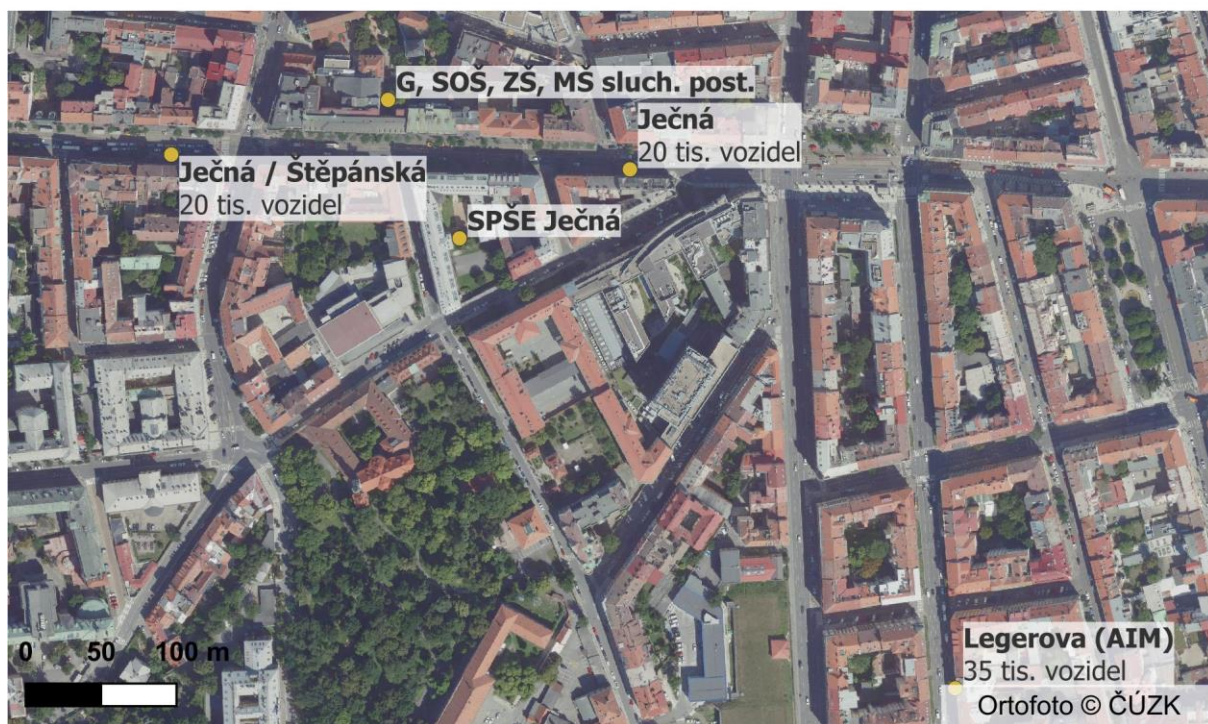 G, SOŠ, ZŠ, MŠ sluch. post.
Ječná
20 tis. vozidel
Ječná / Štěpánská
20 tis. vozidel
SPŠE Ječná
Legerova (AIM)
35 tis. vozidel
0 50 100 m
Ortofoto © ČÚZK